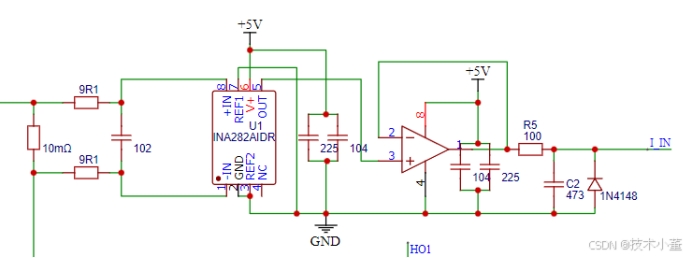 +5V
9R1
8 7 6 5
+IN
REF1
V+
OUT
U1
INA282AIDR
-IN
GND
REF2
NC
1 2 3 4
10mΩ
102
9R1
225
104
GND
+5V
8
2
3
1
4
104
225
R5
100
I_IN
C2
473
1N4148
HO1
CSDN @技术小董